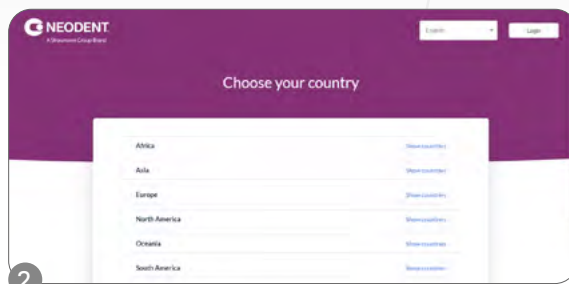 NEODENT
A Straumann Group Brand
English
Login
Choose your country
Africa
Show countries
Asia
Show countries
Europe
Show countries
North America
Show countries
Oceania
Show countries
South America
Show countries
2